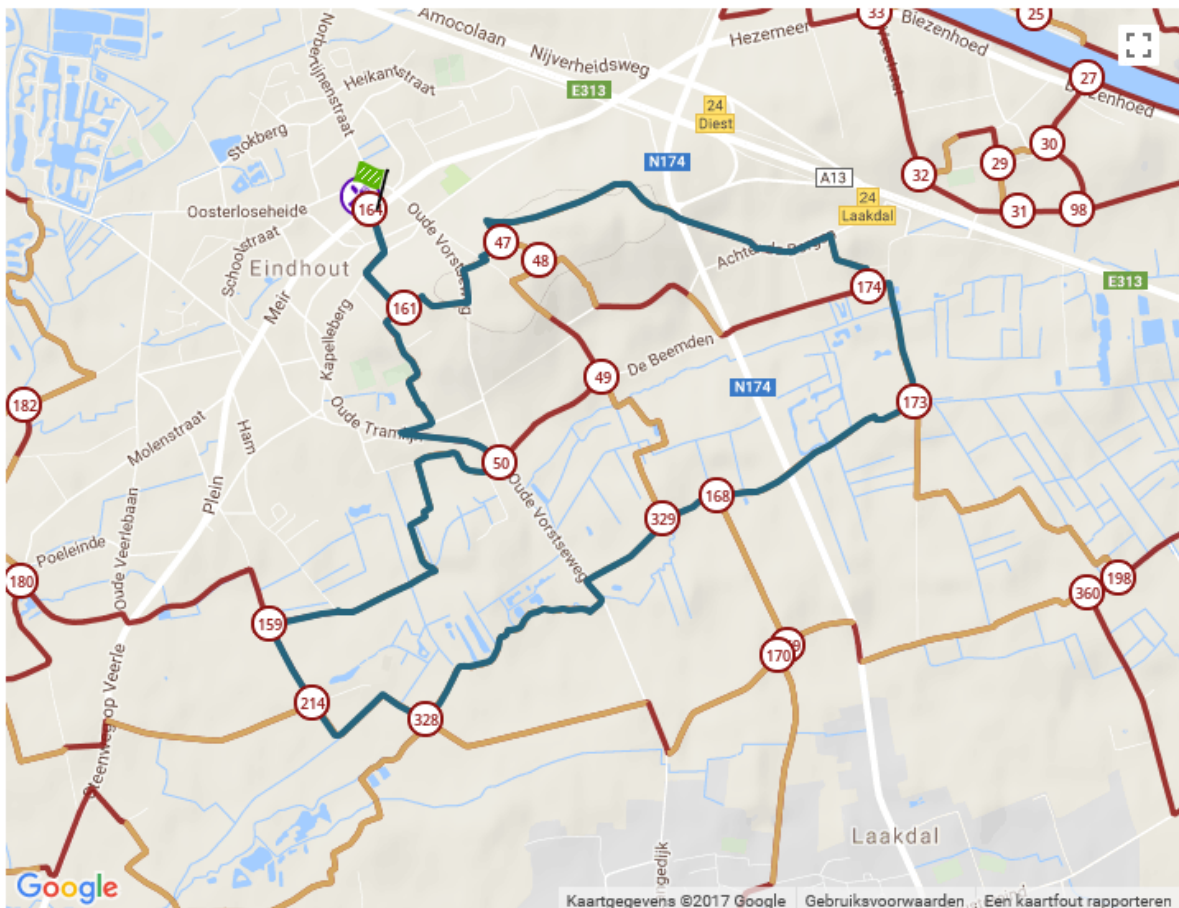 33
25
Biezenhoed
Amocolaan
Hezemeer
Nijverheidsweg
Heikantstraat
E313
27
24
Diest
30
Stokberg
29
N174
A13
32
24
Laakdal
31
98
164
Oosterloseheide
Oude Vorstseweg
47
48
Schoolstraat
Eindhout
Achter de Berg
174
E313
Meir
161
Kapelleberg
De Beemden
49
N174
182
173
Oude Tramlijn
Molenstraat
Ham
50
Plein
Oude Vorstseweg
168
329
Oude Veerlebaan
Poeleinde
180
198
360
159
170
214
328
Steenweg op Veerle
Laakdal
Google
Kaartgegevens ©2017 Google
Gebruiksvoorwaarden
Een kaartfout rapporteren